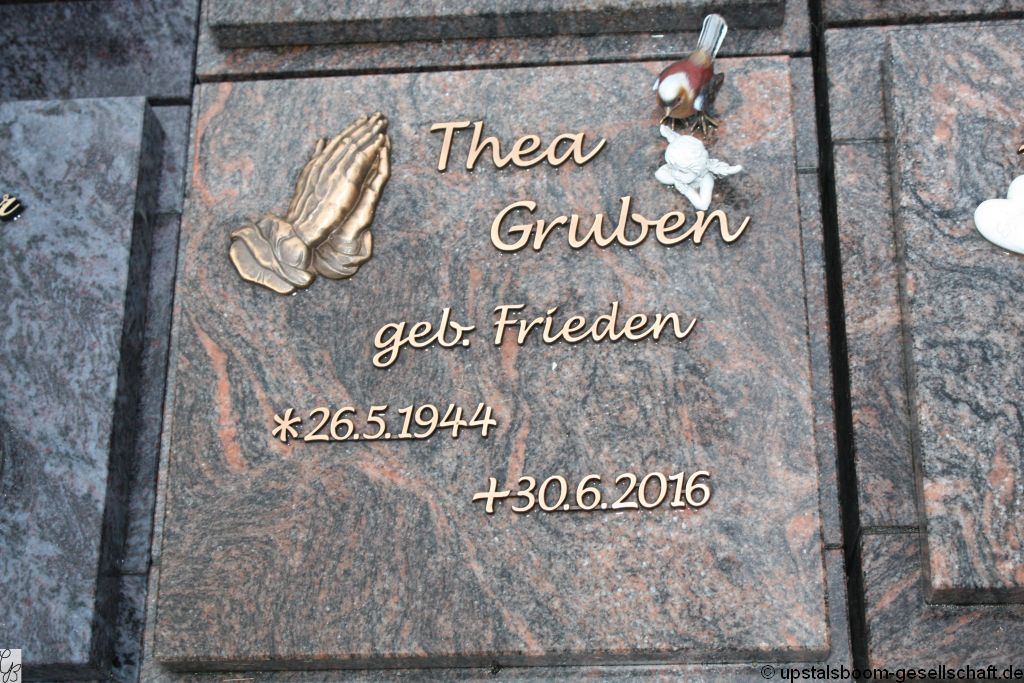 Thea
Gruben
geb. Frieden
*26.5.1944
+30.6.2016
© upstalsboom-gesellschaft.de